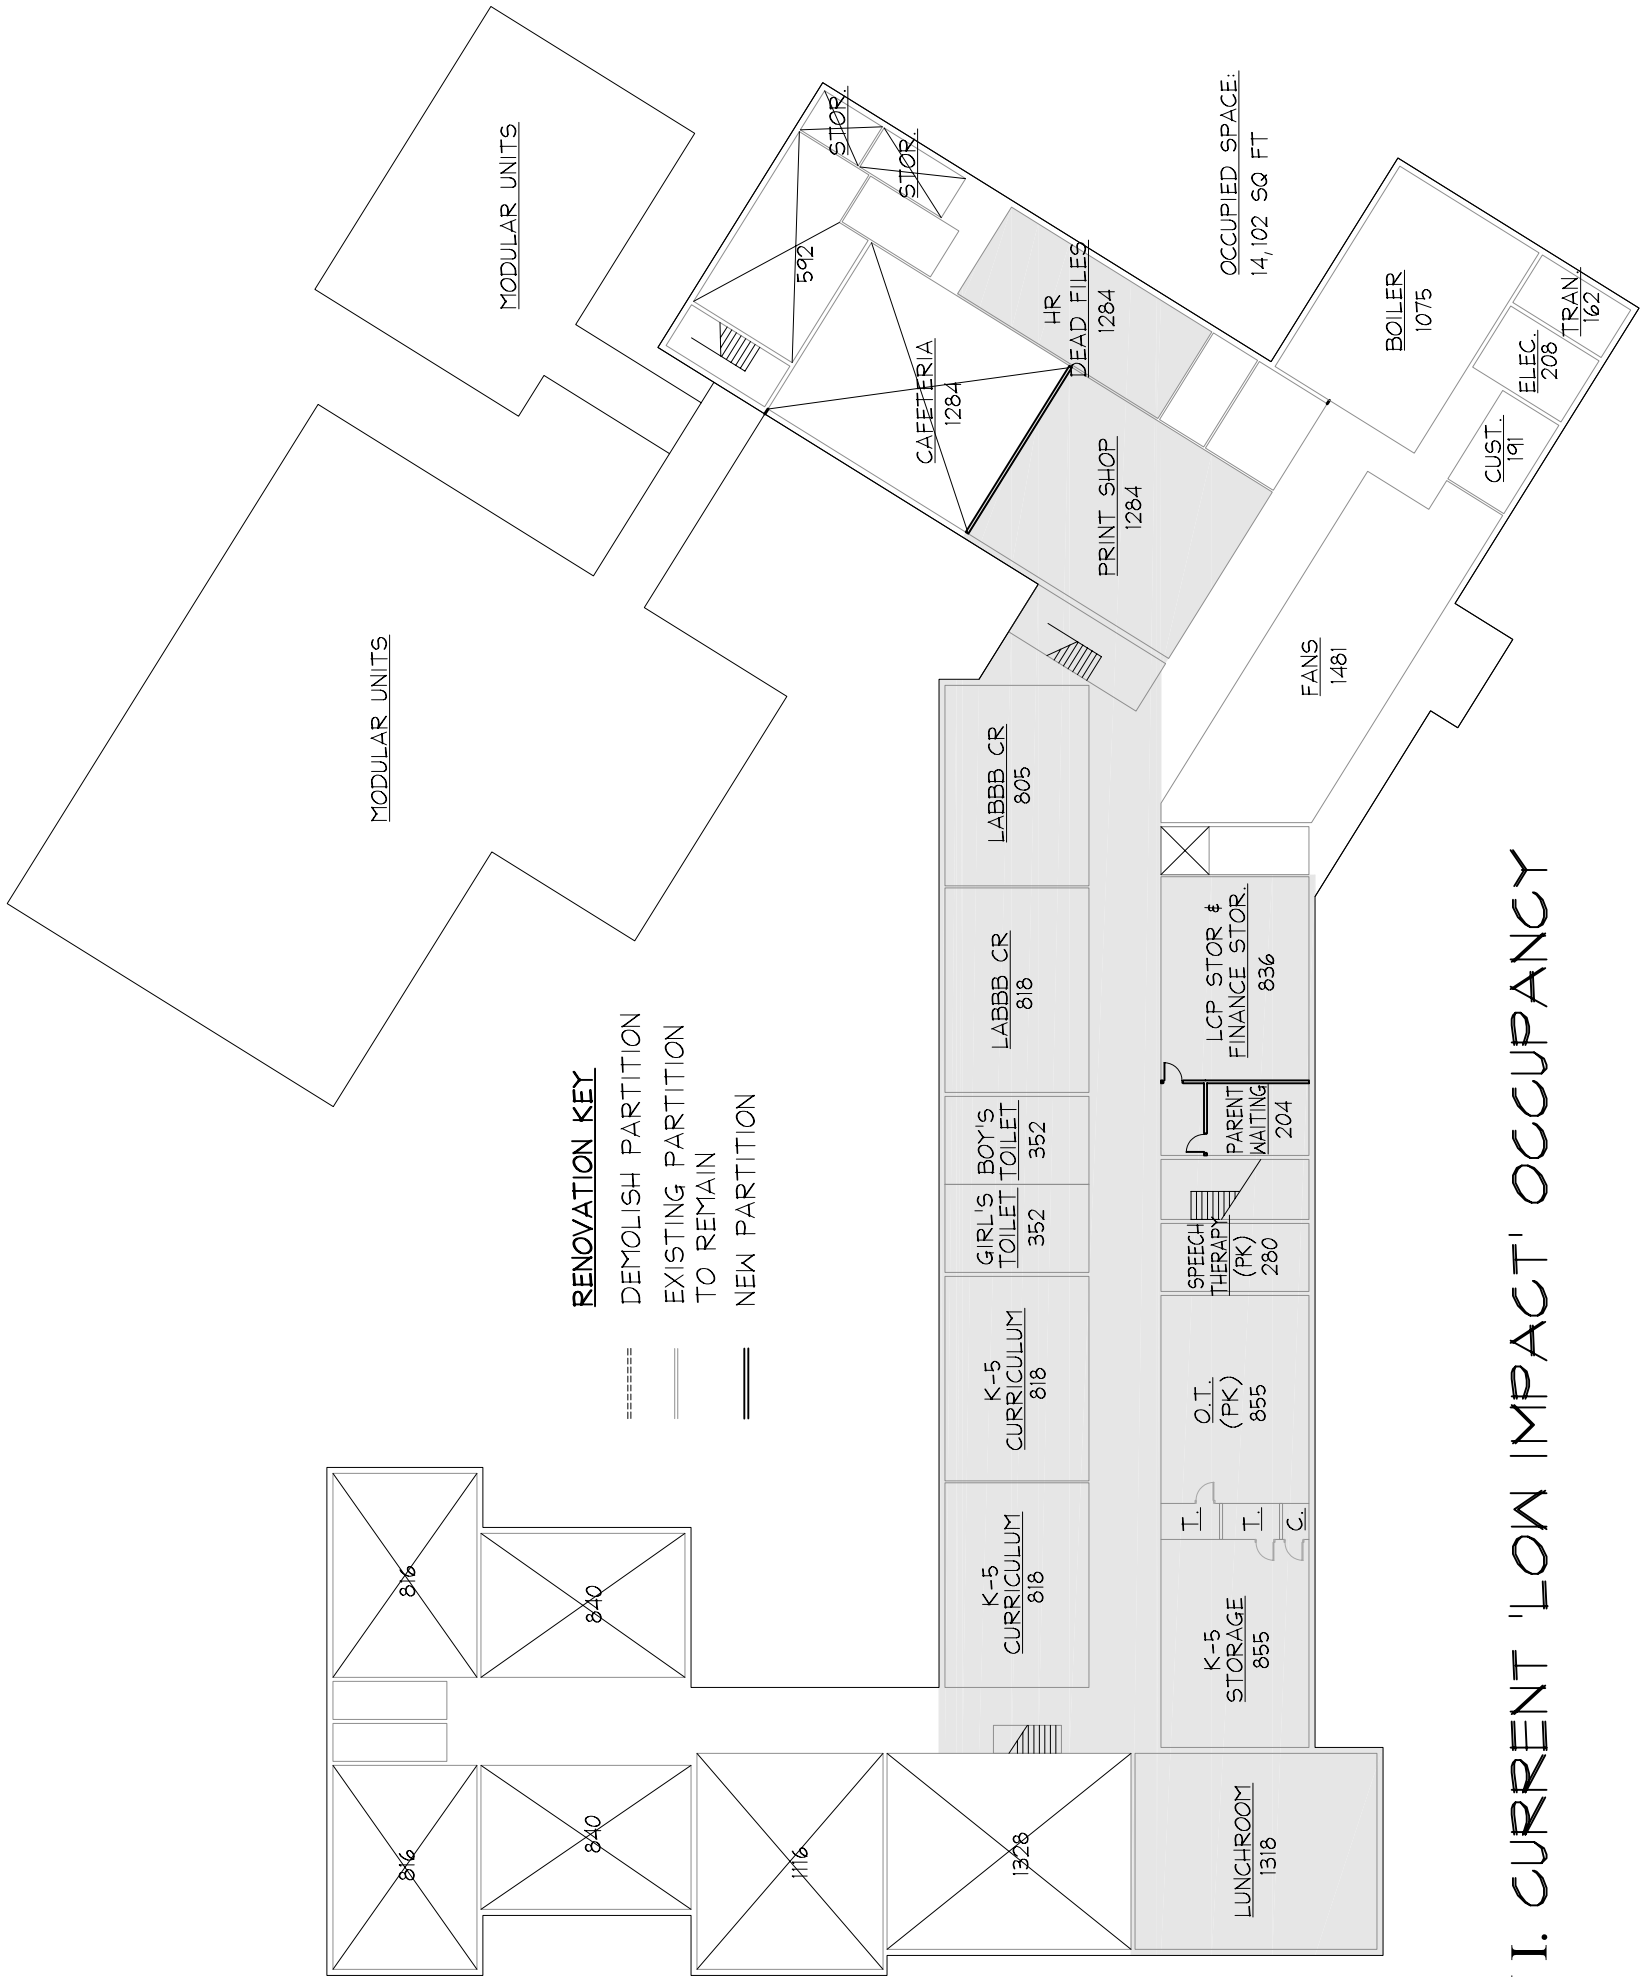 MODULAR UNITS
MODULAR UNITS
STOR.
STOR.
592
CAFETERIA
1284
HR
DEAD FILES
1284
PRINT SHOP
1284
OCCUPIED SPACE:
14,102 SQ FT
BOILER
1075
TRAN.
162
ELEC.
208
CUST.
191
FANS
1481
LABBB CR
805
LABBB CR
818
BOY'S
TOILET
352
GIRL'S
TOILET
352
K-5
CURRICULUM
818
K-5
CURRICULUM
818
LCP STOR &
FINANCE STOR.
836
PARENT
WAITING
204
SPEECH
THERAPY
(PK)
280
O.T.
(PK)
855
T.
T.
C.
K-5
STORAGE
855
LUNCHROOM
1318
816
840
816
840
1116
1328
RENOVATION KEY
DEMOLISH PARTITION
EXISTING PARTITION
TO REMAIN
NEW PARTITION
I. CURRENT 'LOW IMPACT' OCCUPANCY